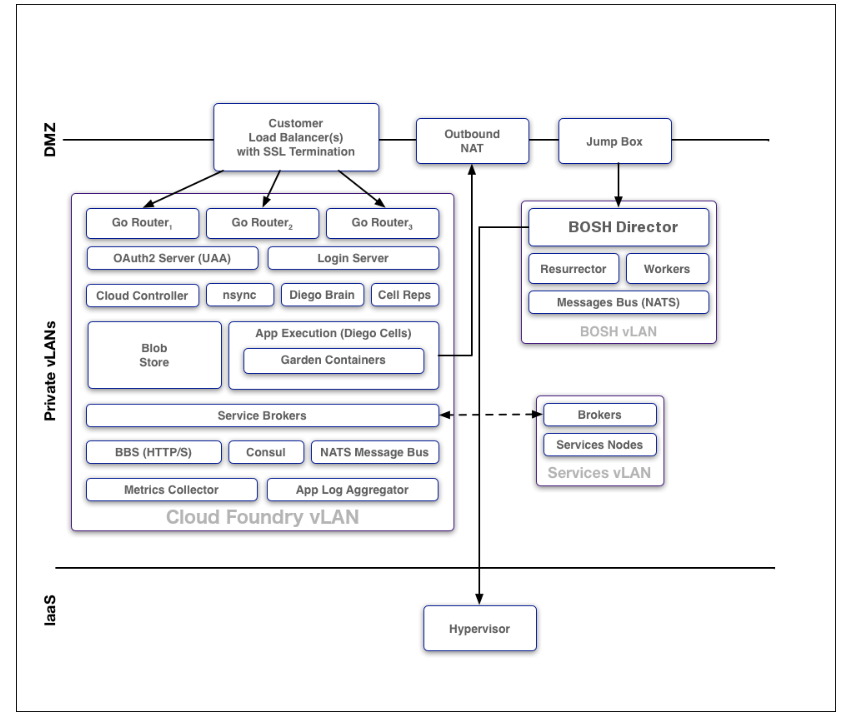 DMZ
Customer
Load Balancer(s)
with SSL Termination
Outbound
NAT
Jump Box
Private vLANs
Go Router1
Go Router2
Go Router3
OAuth2 Server (UAA)
Login Server
Cloud Controller
nsync
Diego Brain
Cell Reps
Blob
Store
App Execution (Diego Cells)
Garden Containers
Service Brokers
BBS (HTTP/S)
Consul
NATS Message Bus
Metrics Collector
App Log Aggregator
Cloud Foundry vLAN
BOSH Director
Resurrector
Workers
Messages Bus (NATS)
BOSH vLAN
Brokers
Services Nodes
Services vLAN
IaaS
Hypervisor